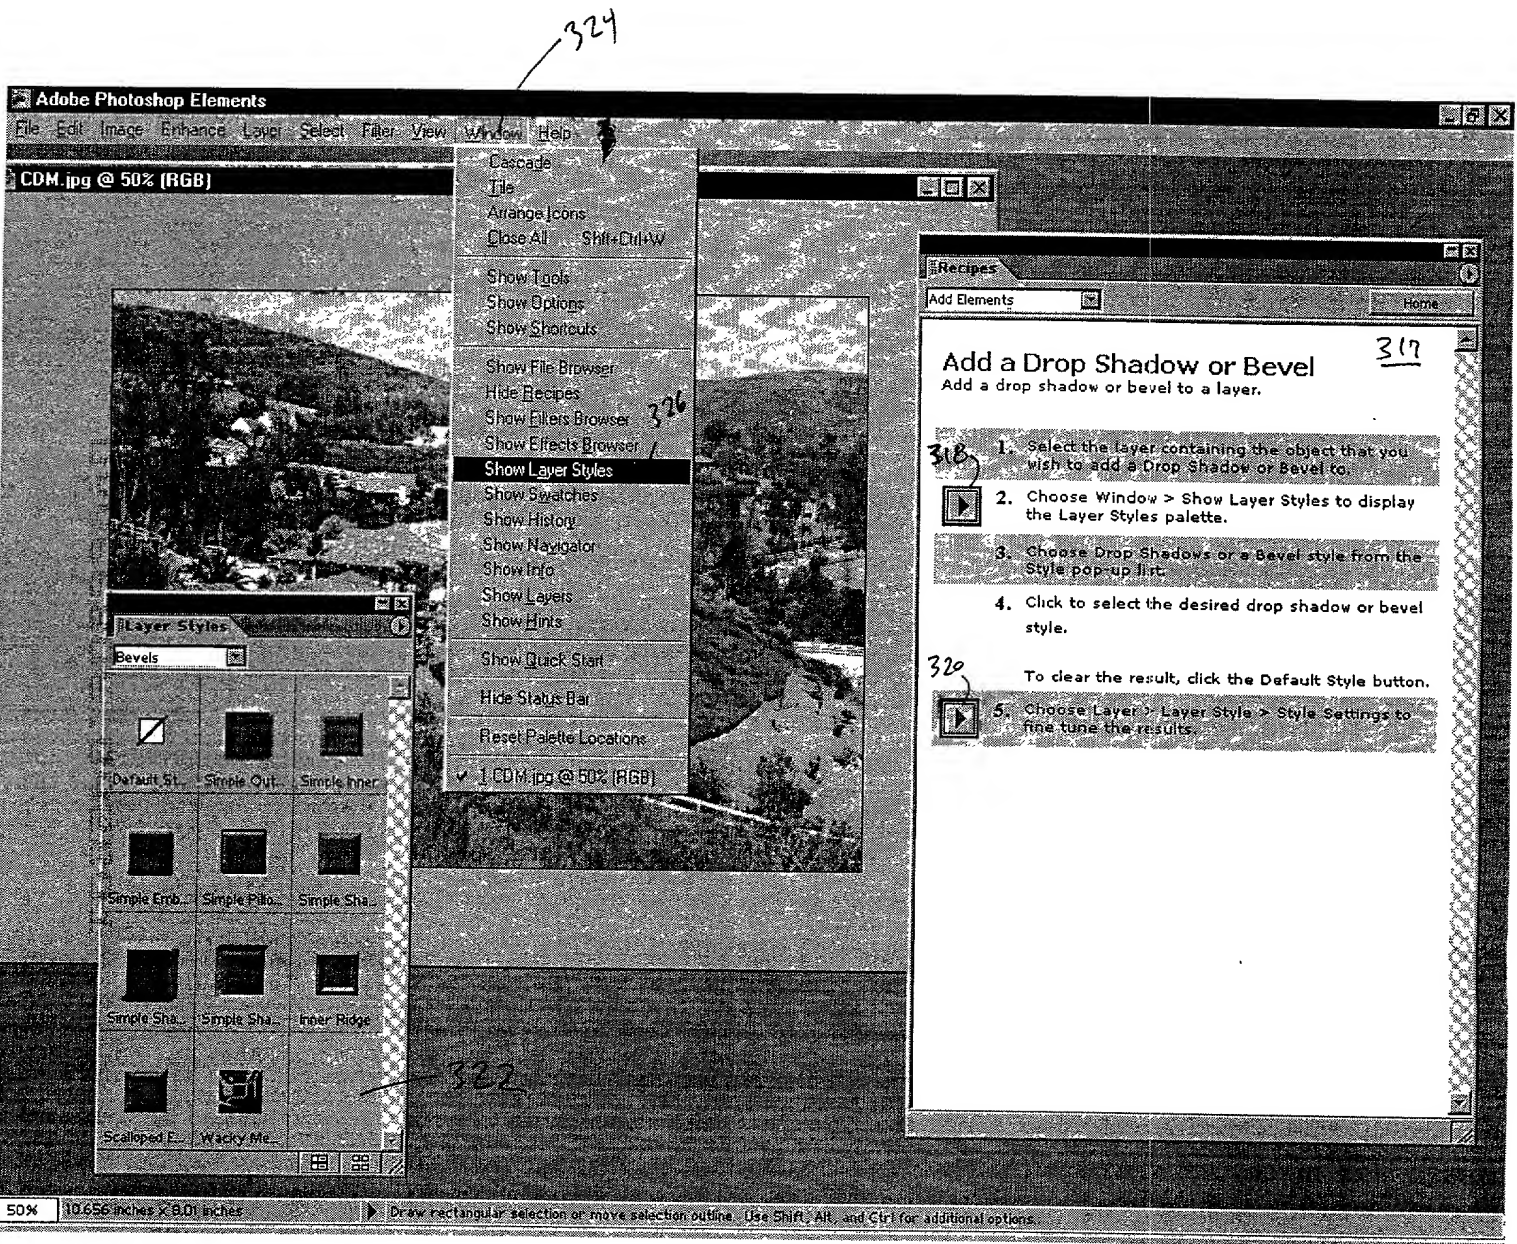 324
Adobe Photoshop Elements
File Edit Image Enhance Layer Select Filter View Window Help
CDM.jpg @ 50% (RGB)
Cascade
Tile
Arrange Icons
Close All Shft+Ctrl+W
Show Tools
Show Options
Show Shortcuts
Show File Browser
Hide Recipes
Show Filters Browser
326
Show Effects Browser
Show Layer Styles
Show Swatches
Show History
Show Navigator
Show Info
Show Layers
Show Hints
Show Quick Start
Hide Status Bar
Reset Palette Locations
✓ 1 CDM.jpg @ 50% (RGB)
Recipes
Add Elements
Home
317
Add a Drop Shadow or Bevel
Add a drop shadow or bevel to a layer.
318
1. Select the layer containing the object that you
wish to add a Drop Shadow or Bevel to.
2. Choose Window > Show Layer Styles to display
the Layer Styles palette.
3. Choose Drop Shadows or a Bevel style from the
Style pop-up list.
4. Click to select the desired drop shadow or bevel
style.
To clear the result, click the Default Style button.
320
5. Choose Layer > Layer Style > Style Settings to
fine tune the results.
Layer Styles
Bevels
Default St... Simple Out... Simple Inner
Simple Emb... Simple Pillo... Simple Sha...
Simple Sha... Simple Sha... Inner Ridge
322
Scalloped E... Wacky Me...
50% 10.656 inches x 8.01 inches Draw rectangular selection or move selection outline. Use Shift, Alt, and Ctrl for additional options.